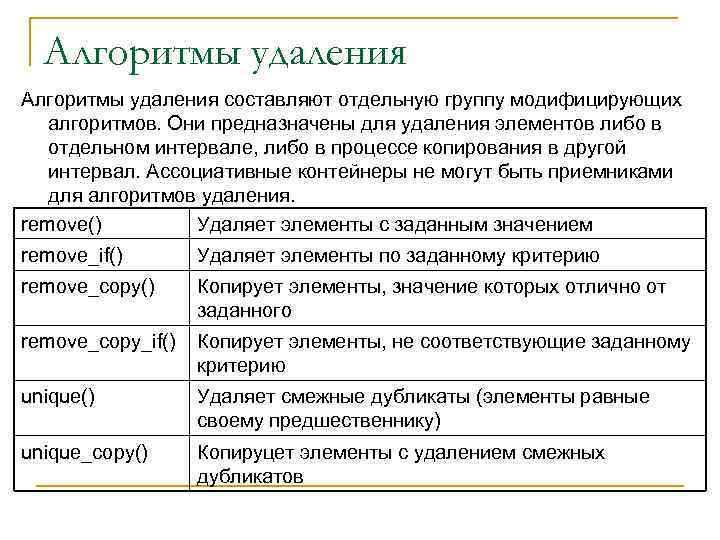 Алгоритмы удаления
Алгоритмы удаления составляют отдельную группу модифицирующих
алгоритмов. Они предназначены для удаления элементов либо в
отдельном интервале, либо в процессе копирования в другой
интервал. Ассоциативные контейнеры не могут быть приемниками
для алгоритмов удаления.
remove() Удаляет элементы с заданным значением
remove_if() Удаляет элементы по заданному критерию
remove_copy() Копирует элементы, значение которых отлично от
заданного
remove_copy_if() Копирует элементы, не соответствующие заданному
критерию
unique() Удаляет смежные дубликаты (элементы равные
своему предшественнику)
unique_copy() Копируцет элементы с удалением смежных
дубликатов